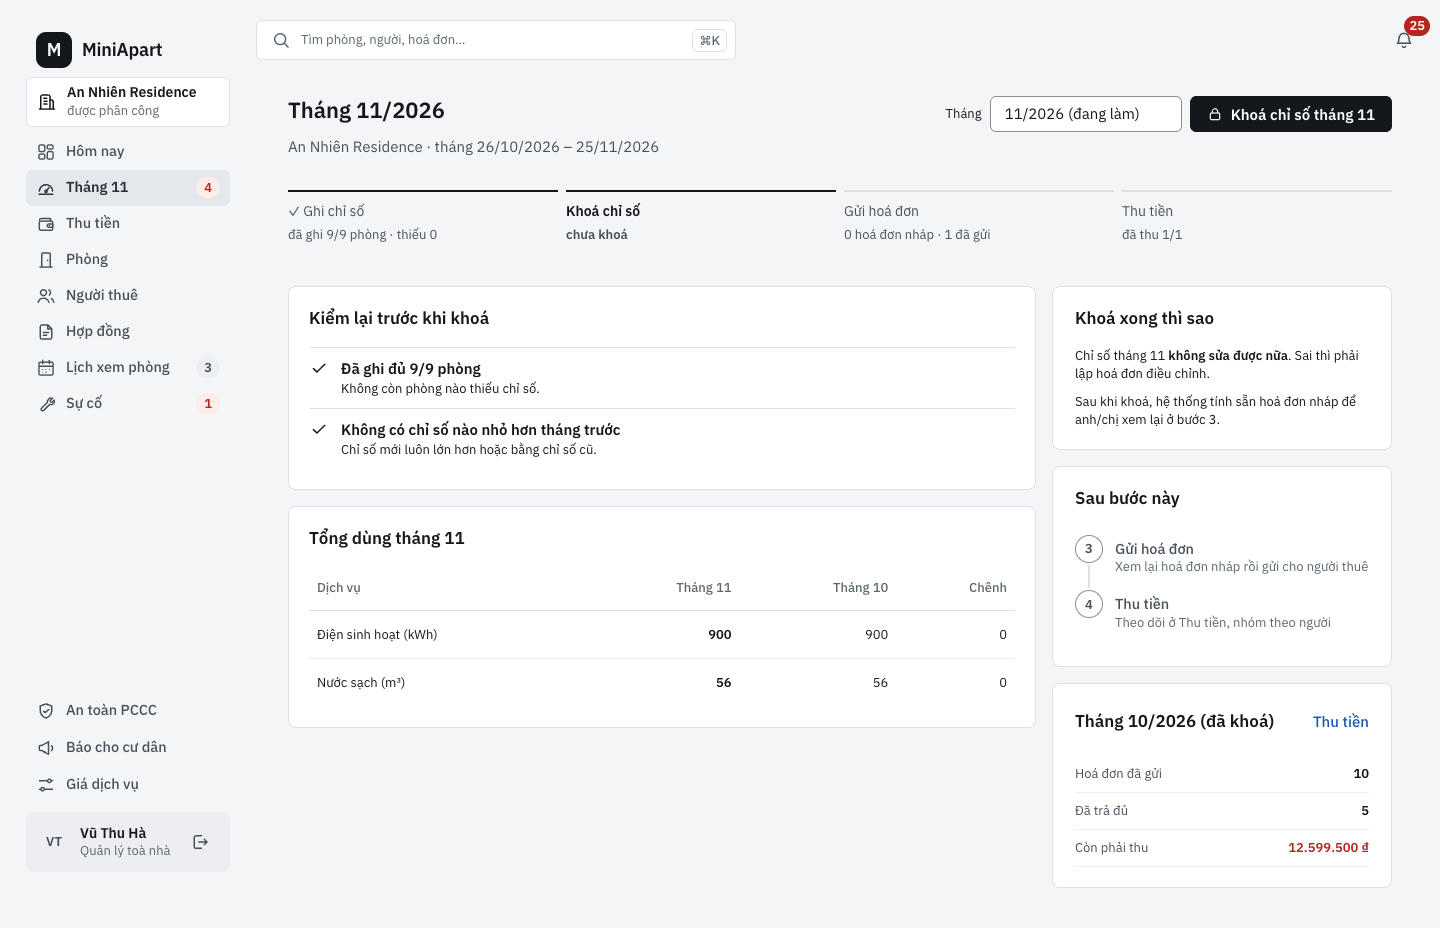 M MiniApart
An Nhiên Residence
được phân công
Hôm nay
Tháng 11 4
Thu tiền
Phòng
Người thuê
Hợp đồng
Lịch xem phòng 3
Sự cố 1
An toàn PCCC
Báo cho cư dân
Giá dịch vụ
VT Vũ Thu Hà
Quản lý toà nhà
Tìm phòng, người, hoá đơn... ⌘K
25
Tháng 11/2026
An Nhiên Residence · tháng 26/10/2026 – 25/11/2026
Tháng 11/2026 (đang làm) Khoá chỉ số tháng 11
✓ Ghi chỉ số
đã ghi 9/9 phòng · thiếu 0
Khoá chỉ số
chưa khoá
Gửi hoá đơn
0 hoá đơn nháp · 1 đã gửi
Thu tiền
đã thu 1/1
Kiểm lại trước khi khoá
Đã ghi đủ 9/9 phòng
Không còn phòng nào thiếu chỉ số.
Không có chỉ số nào nhỏ hơn tháng trước
Chỉ số mới luôn lớn hơn hoặc bằng chỉ số cũ.
Tổng dùng tháng 11
Dịch vụ Tháng 11 Tháng 10 Chênh
Điện sinh hoạt (kWh) 900 900 0
Nước sạch (m³) 56 56 0
Khoá xong thì sao
Chỉ số tháng 11 không sửa được nữa. Sai thì phải
lập hoá đơn điều chỉnh.
Sau khi khoá, hệ thống tính sẵn hoá đơn nháp để
anh/chị xem lại ở bước 3.
Sau bước này
3 Gửi hoá đơn
Xem lại hoá đơn nháp rồi gửi cho người thuê
4 Thu tiền
Theo dõi ở Thu tiền, nhóm theo người
Tháng 10/2026 (đã khoá) Thu tiền
Hoá đơn đã gửi 10
Đã trả đủ 5
Còn phải thu 12.599.500 ₫